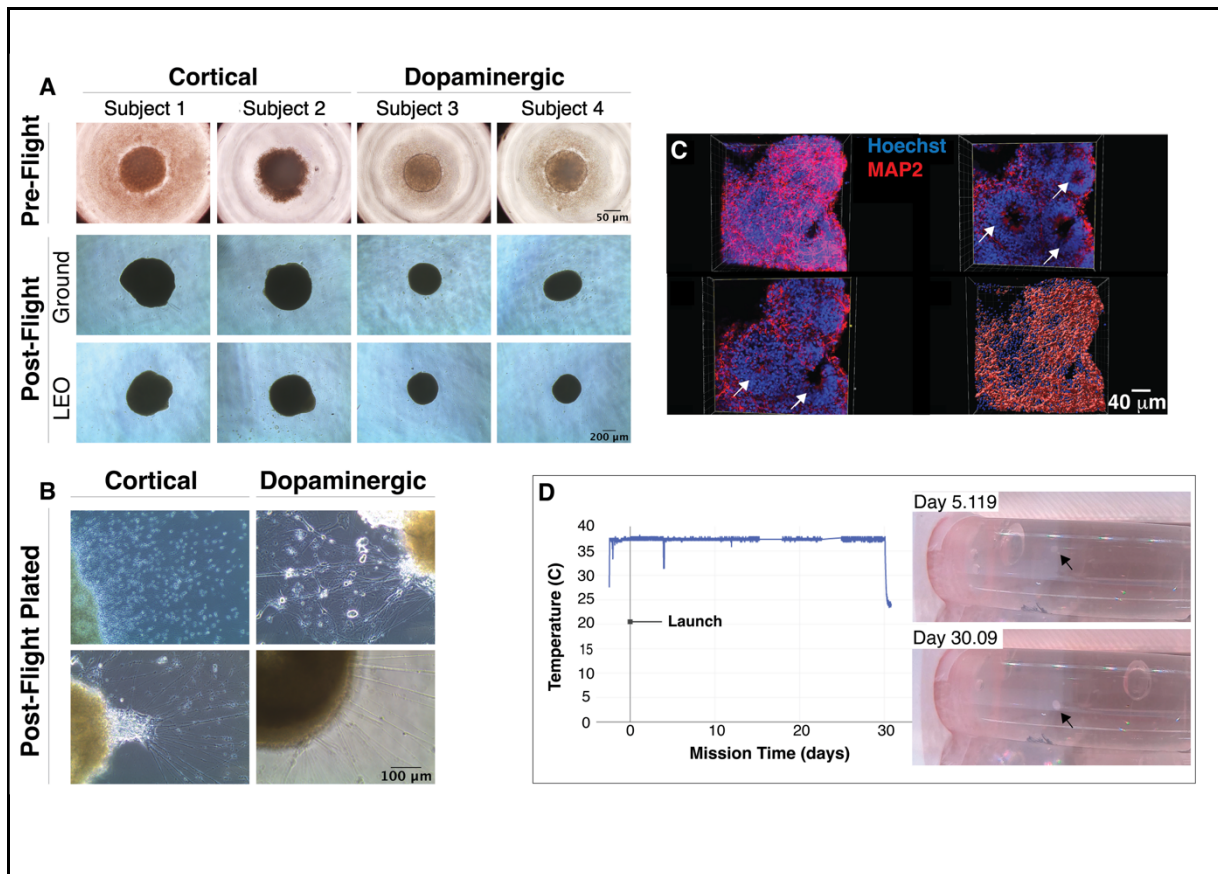 A
Cortical
Dopaminergic
Subject 1
Subject 2
Subject 3
Subject 4
Pre-Flight
50 µm
Post-Flight
Ground
LEO
200 µm
B
Cortical
Dopaminergic
Post-Flight Plated
100 µm
C
Hoechst
MAP2
40 µm
D
Temperature (C)
40
35
30
25
20
15
10
5
0
Launch
0
10
20
30
Mission Time (days)
Day 5.119
Day 30.09